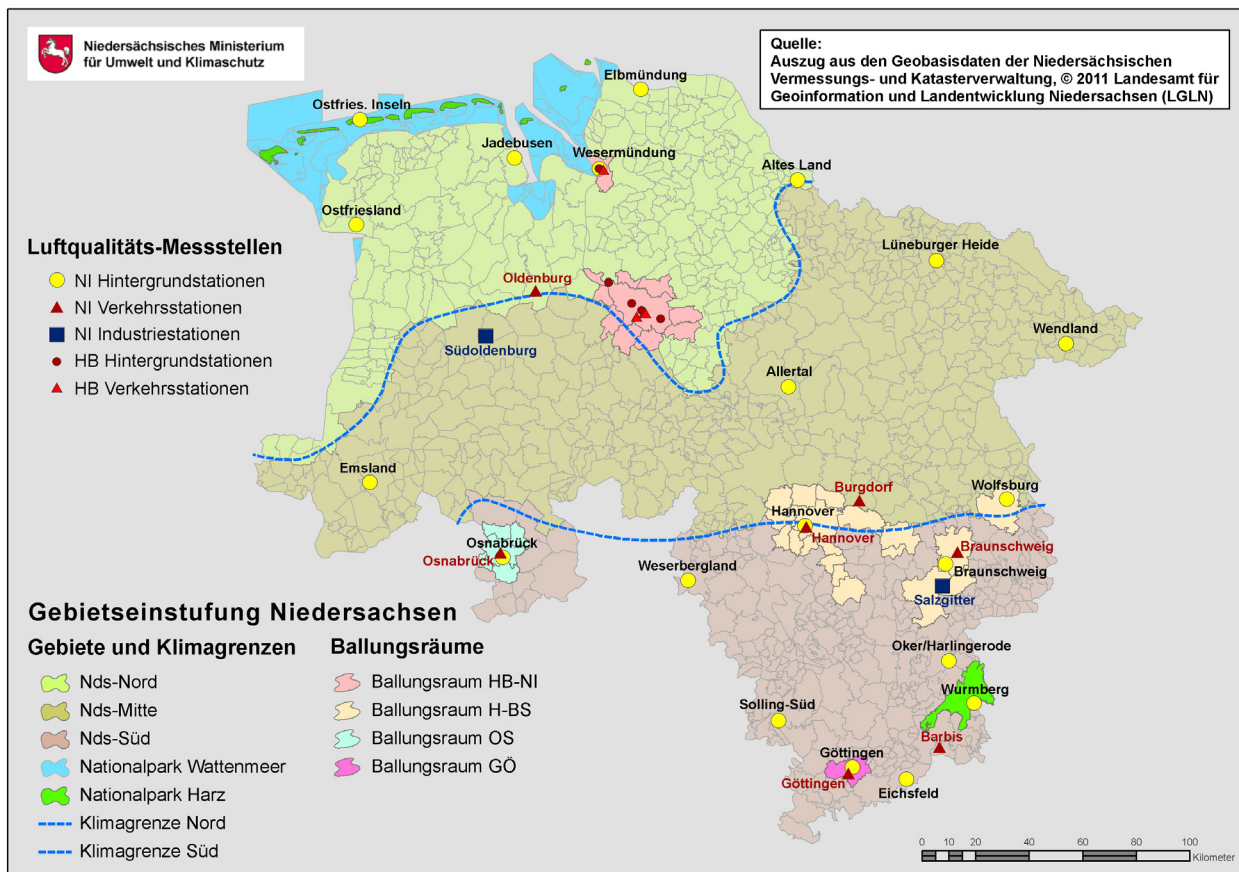 Niedersächsisches Ministerium
für Umwelt und Klimaschutz
Quelle:
Auszug aus den Geobasisdaten der Niedersächsischen
Vermessungs- und Katasterverwaltung, © 2011 Landesamt für
Geoinformation und Landentwicklung Niedersachsen (LGLN)
Elbmündung
Ostfries. Inseln
Jadebusen
Wesermündung
Altes Land
Ostfriesland
Lüneburger Heide
Oldenburg
Wendland
Südoldenburg
Allertal
Emsland
Burgdorf
Wolfsburg
Hannover
Hannover
Osnabrück
Osnabrück
Braunschweig
Braunschweig
Weserbergland
Salzgitter
Oker/Harlingerode
Wurmberg
Solling-Süd
Barbis
Göttingen
Göttingen
Eichsfeld
Luftqualitäts-Messstellen
NI Hintergrundstationen
NI Verkehrsstationen
NI Industriestationen
HB Hintergrundstationen
HB Verkehrsstationen
Gebietseinstufung Niedersachsen
Gebiete und Klimagrenzen
Nds-Nord
Nds-Mitte
Nds-Süd
Nationalpark Wattenmeer
Nationalpark Harz
Klimagrenze Nord
Klimagrenze Süd
Ballungsräume
Ballungsraum HB-NI
Ballungsraum H-BS
Ballungsraum OS
Ballungsraum GÖ
0 5 10 20 40 60 80 100
Kilometer